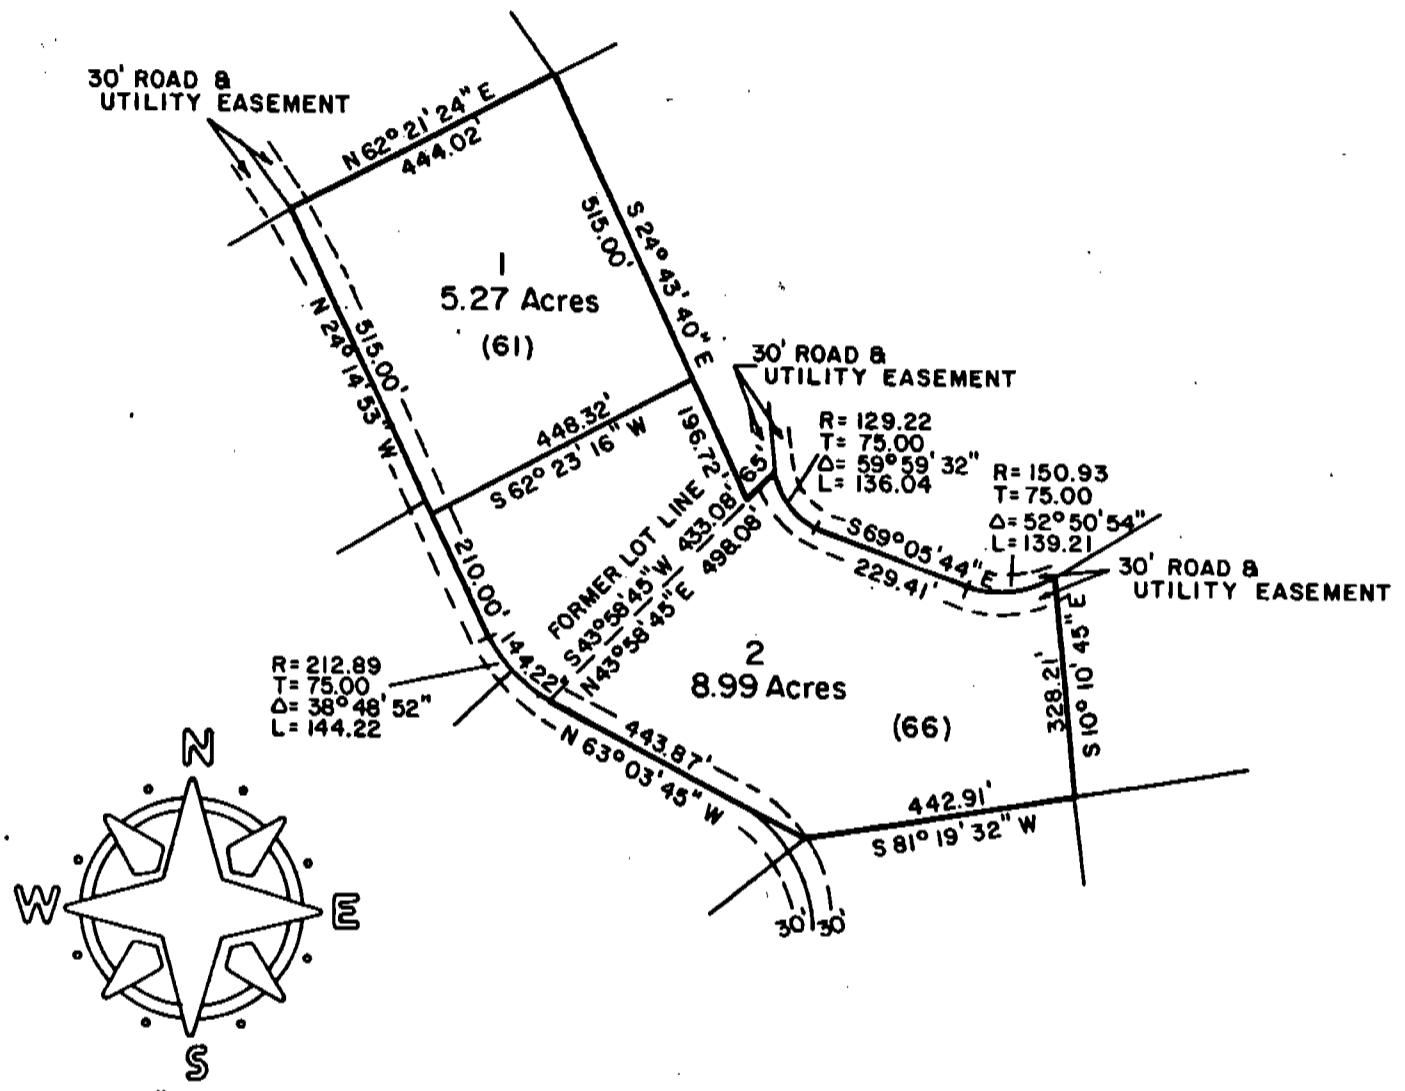 30' ROAD &
UTILITY EASEMENT
N 62° 21' 24" E
444.02'
S 24° 43' 40" E
515.00'
1
5.27 Acres
(61)
N 24° 14' 53" W
515.00'
448.32'
S 62° 23' 16" W
30' ROAD &
UTILITY EASEMENT
196.72'
65'
R= 129.22
T= 75.00
Δ= 59° 59' 32"
L= 136.04
R= 150.93
T= 75.00
Δ= 52° 50' 54"
L= 139.21
S 69° 05' 44" E
229.41'
30' ROAD &
UTILITY EASEMENT
FORMER LOT LINE
S 43° 58' 45" W 433.08'
N 43° 58' 45" E 498.08'
210.00'
144.22'
R= 212.89
T= 75.00
Δ= 38° 48' 52"
L= 144.22
2
8.99 Acres
(66)
328.21'
S 10° 10' 45" E
443.87'
N 63° 03' 45" W
442.91'
S 81° 19' 32" W
30' 30'
N
W
E
S